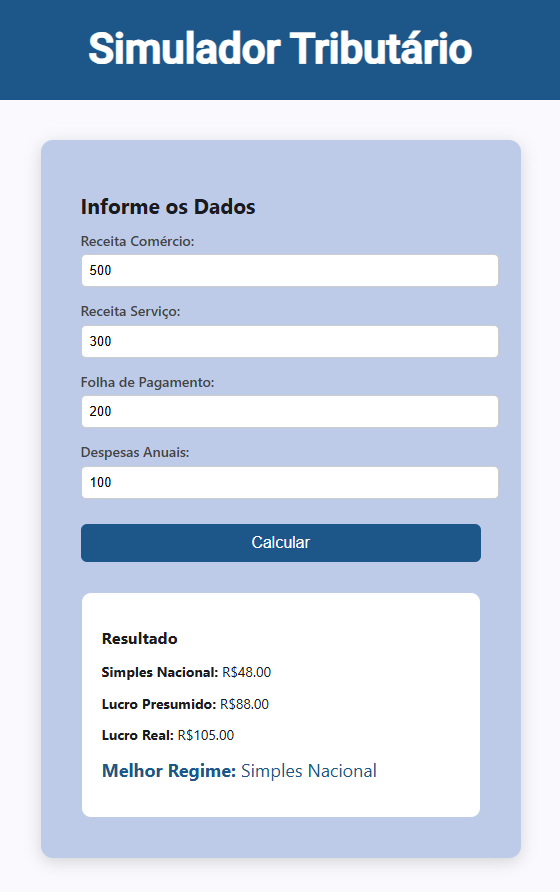 Simulador Tributário
Informe os Dados
Receita Comércio:
500
Receita Serviço:
300
Folha de Pagamento:
200
Despesas Anuais:
100
Calcular
Resultado
Simples Nacional: R$48.00
Lucro Presumido: R$88.00
Lucro Real: R$105.00
Melhor Regime: Simples Nacional